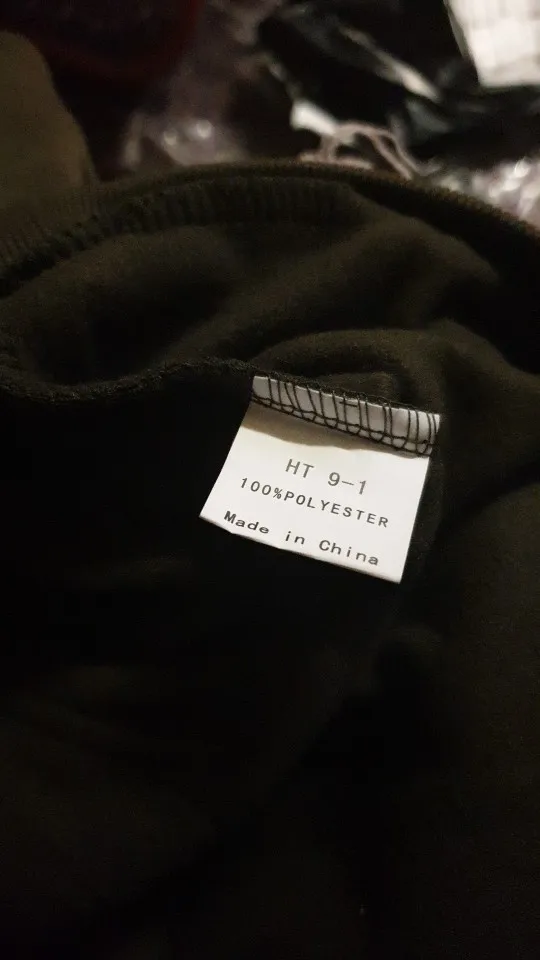 HT 9-1
100%POLYESTER
Made in China